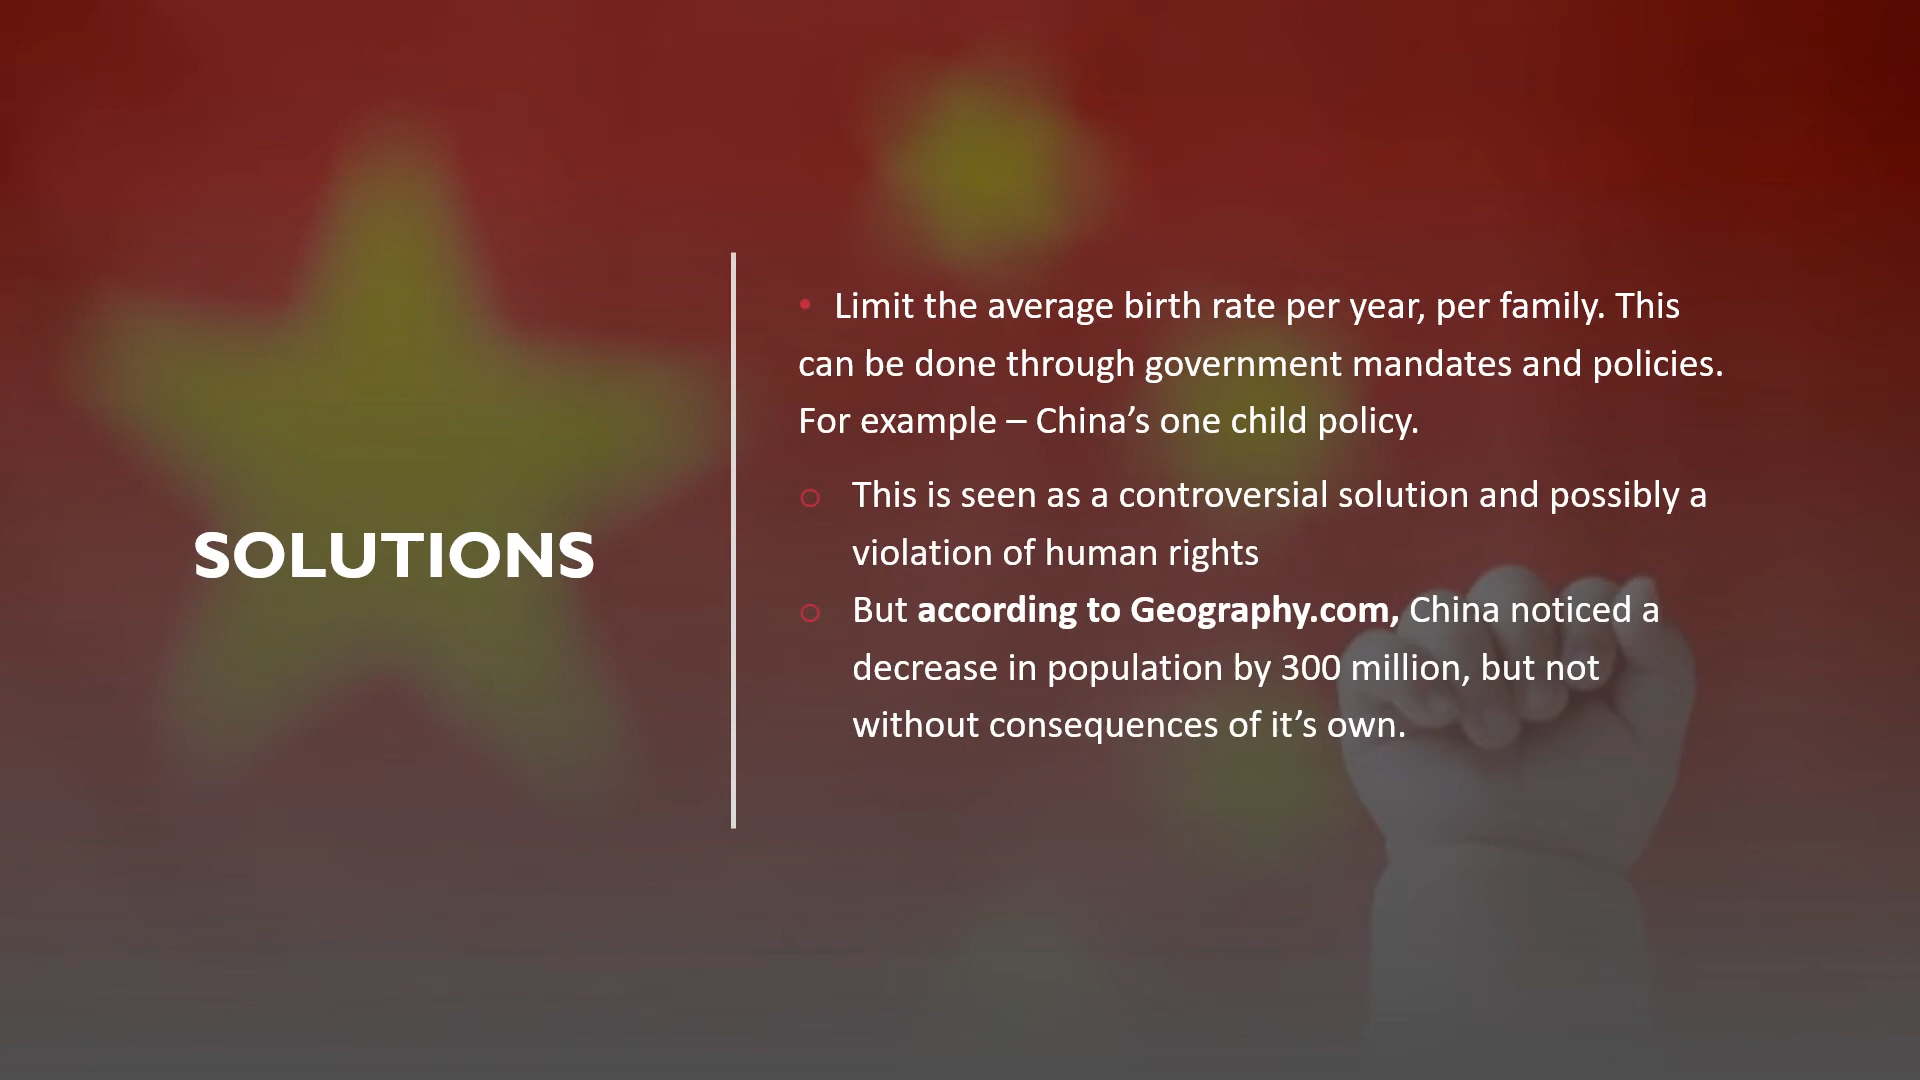 SOLUTIONS
• Limit the average birth rate per year, per family. This
can be done through government mandates and policies.
For example – China’s one child policy.
○ This is seen as a controversial solution and possibly a
violation of human rights
○ But according to Geography.com, China noticed a
decrease in population by 300 million, but not
without consequences of it’s own.